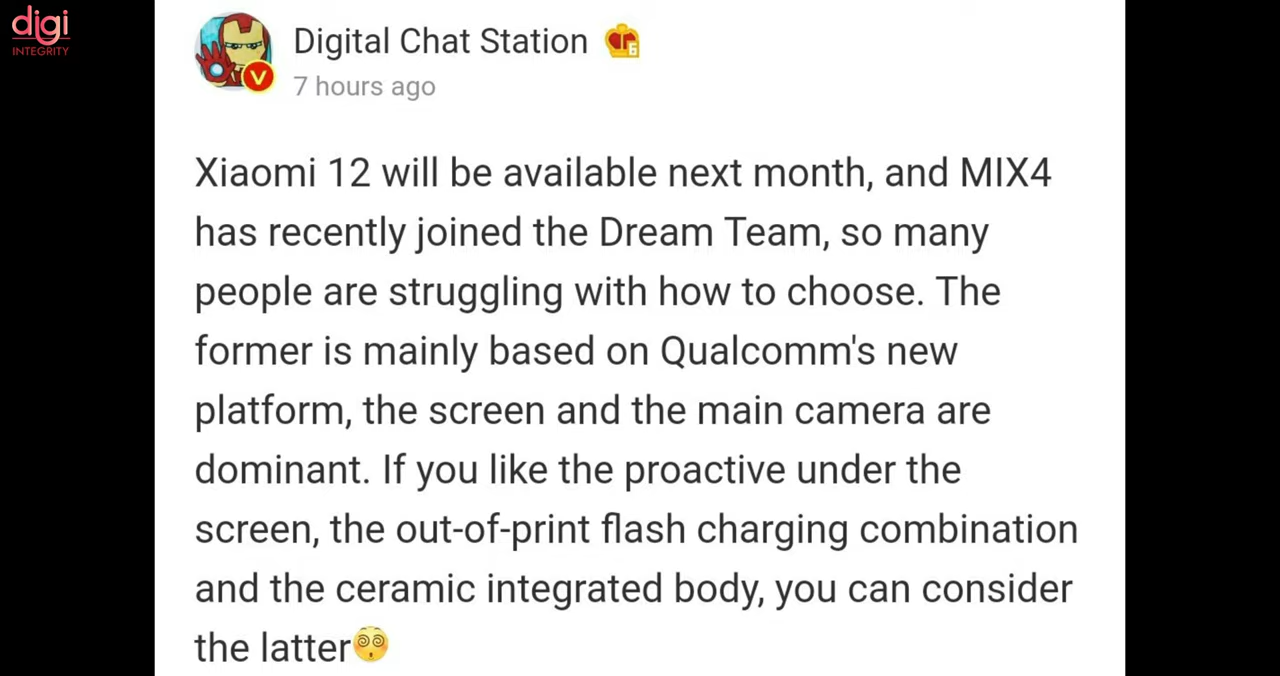 digi
INTEGRITY
Digital Chat Station
6
V
7 hours ago
Xiaomi 12 will be available next month, and MIX4
has recently joined the Dream Team, so many
people are struggling with how to choose. The
former is mainly based on Qualcomm's new
platform, the screen and the main camera are
dominant. If you like the proactive under the
screen, the out-of-print flash charging combination
and the ceramic integrated body, you can consider
the latter😵